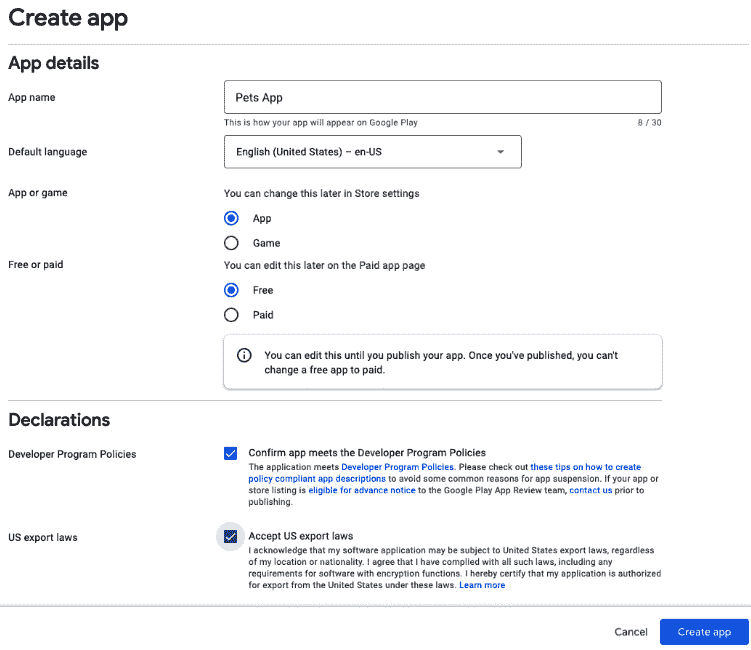 Create app
App details
App name
Pets App
This is how your app will appear on Google Play
8 / 30
Default language
English (United States) – en-US
App or game
You can change this later in Store settings
App
Game
Free or paid
You can edit this later on the Paid app page
Free
Paid
You can edit this until you publish your app. Once you've published, you can't
change a free app to paid.
Declarations
Developer Program Policies
Confirm app meets the Developer Program Policies
The application meets Developer Program Policies. Please check out these tips on how to create
policy compliant app descriptions to avoid some common reasons for app suspension. If your app or
store listing is eligible for advance notice to the Google Play App Review team, contact us prior to
publishing.
US export laws
Accept US export laws
I acknowledge that my software application may be subject to United States export laws, regardless
of my location or nationality. I agree that I have complied with all such laws, including any
requirements for software with encryption functions. I hereby certify that my application is authorized
for export from the United States under these laws. Learn more
Cancel
Create app